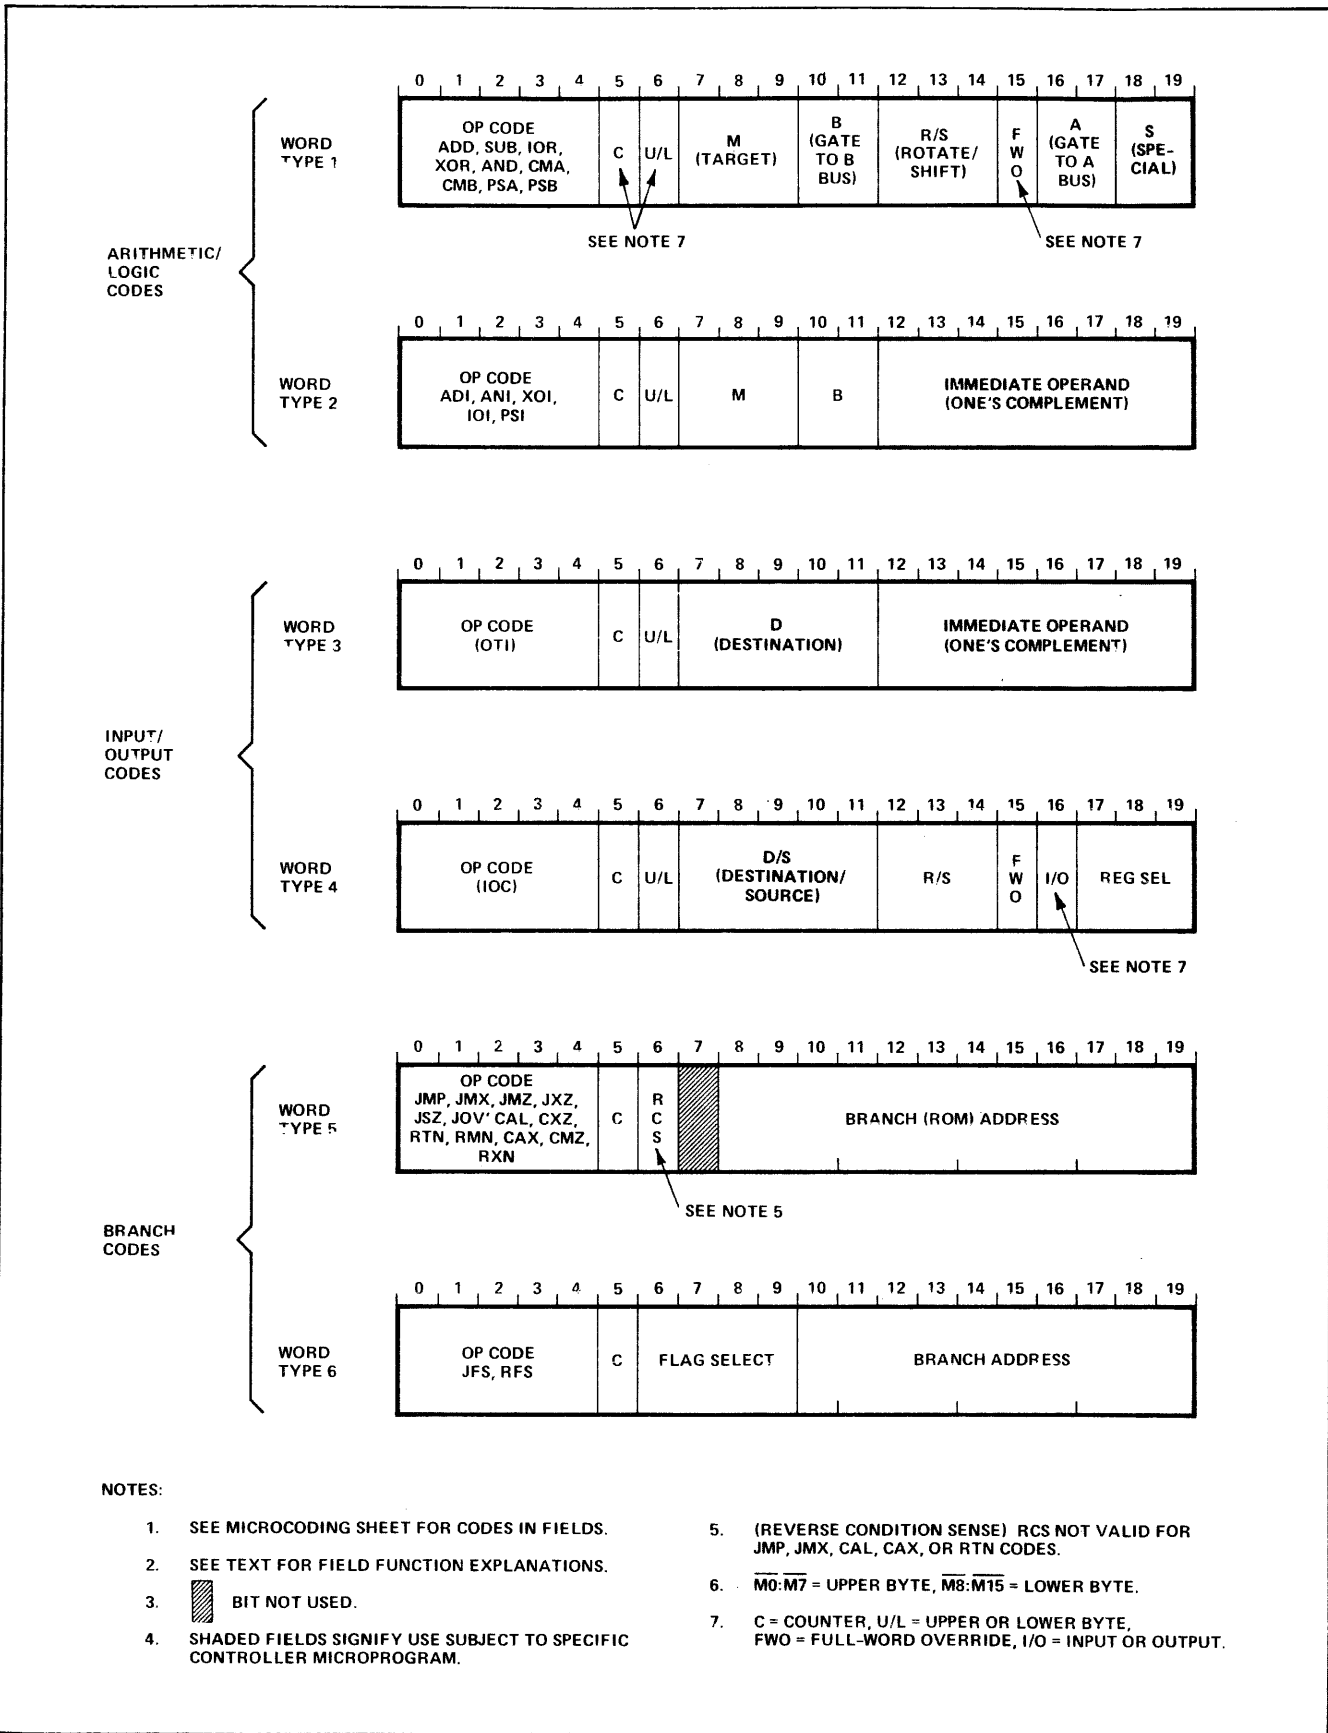 0 1 2 3 4 5 6 7 8 9 10 11 12 13 14 15 16 17 18 19
WORD
TYPE 1
OP CODE
ADD, SUB, IOR,
XOR, AND, CMA,
CMB, PSA, PSB
C
U/L
M
(TARGET)
B
(GATE
TO B
BUS)
R/S
(ROTATE/
SHIFT)
F
W
O
A
(GATE
TO A
BUS)
S
(SPE-
CIAL)
SEE NOTE 7
SEE NOTE 7
ARITHMETIC/
LOGIC
CODES
0 1 2 3 4 5 6 7 8 9 10 11 12 13 14 15 16 17 18 19
WORD
TYPE 2
OP CODE
ADI, ANI, XOI,
IOI, PSI
C
U/L
M
B
IMMEDIATE OPERAND
(ONE'S COMPLEMENT)
0 1 2 3 4 5 6 7 8 9 10 11 12 13 14 15 16 17 18 19
WORD
TYPE 3
OP CODE
(OTI)
C
U/L
D
(DESTINATION)
IMMEDIATE OPERAND
(ONE'S COMPLEMENT)
INPUT/
OUTPUT
CODES
0 1 2 3 4 5 6 7 8 9 10 11 12 13 14 15 16 17 18 19
WORD
TYPE 4
OP CODE
(IOC)
C
U/L
D/S
(DESTINATION/
SOURCE)
R/S
F
W
O
I/O
REG SEL
SEE NOTE 7
0 1 2 3 4 5 6 7 8 9 10 11 12 13 14 15 16 17 18 19
WORD
TYPE 5
OP CODE
JMP, JMX, JMZ, JXZ,
JSZ, JOV' CAL, CXZ,
RTN, RMN, CAX, CMZ,
RXN
C
R
C
S
BRANCH (ROM) ADDRESS
SEE NOTE 5
BRANCH
CODES
0 1 2 3 4 5 6 7 8 9 10 11 12 13 14 15 16 17 18 19
WORD
TYPE 6
OP CODE
JFS, RFS
C
FLAG SELECT
BRANCH ADDRESS
NOTES:
1. SEE MICROCODING SHEET FOR CODES IN FIELDS.
2. SEE TEXT FOR FIELD FUNCTION EXPLANATIONS.
3. BIT NOT USED.
4. SHADED FIELDS SIGNIFY USE SUBJECT TO SPECIFIC
CONTROLLER MICROPROGRAM.
5. (REVERSE CONDITION SENSE) RCS NOT VALID FOR
JMP, JMX, CAL, CAX, OR RTN CODES.
6. M̅0̅:M̅7̅ = UPPER BYTE, M̅8̅:M̅1̅5̅ = LOWER BYTE.
7. C = COUNTER, U/L = UPPER OR LOWER BYTE,
FWO = FULL-WORD OVERRIDE, I/O = INPUT OR OUTPUT.